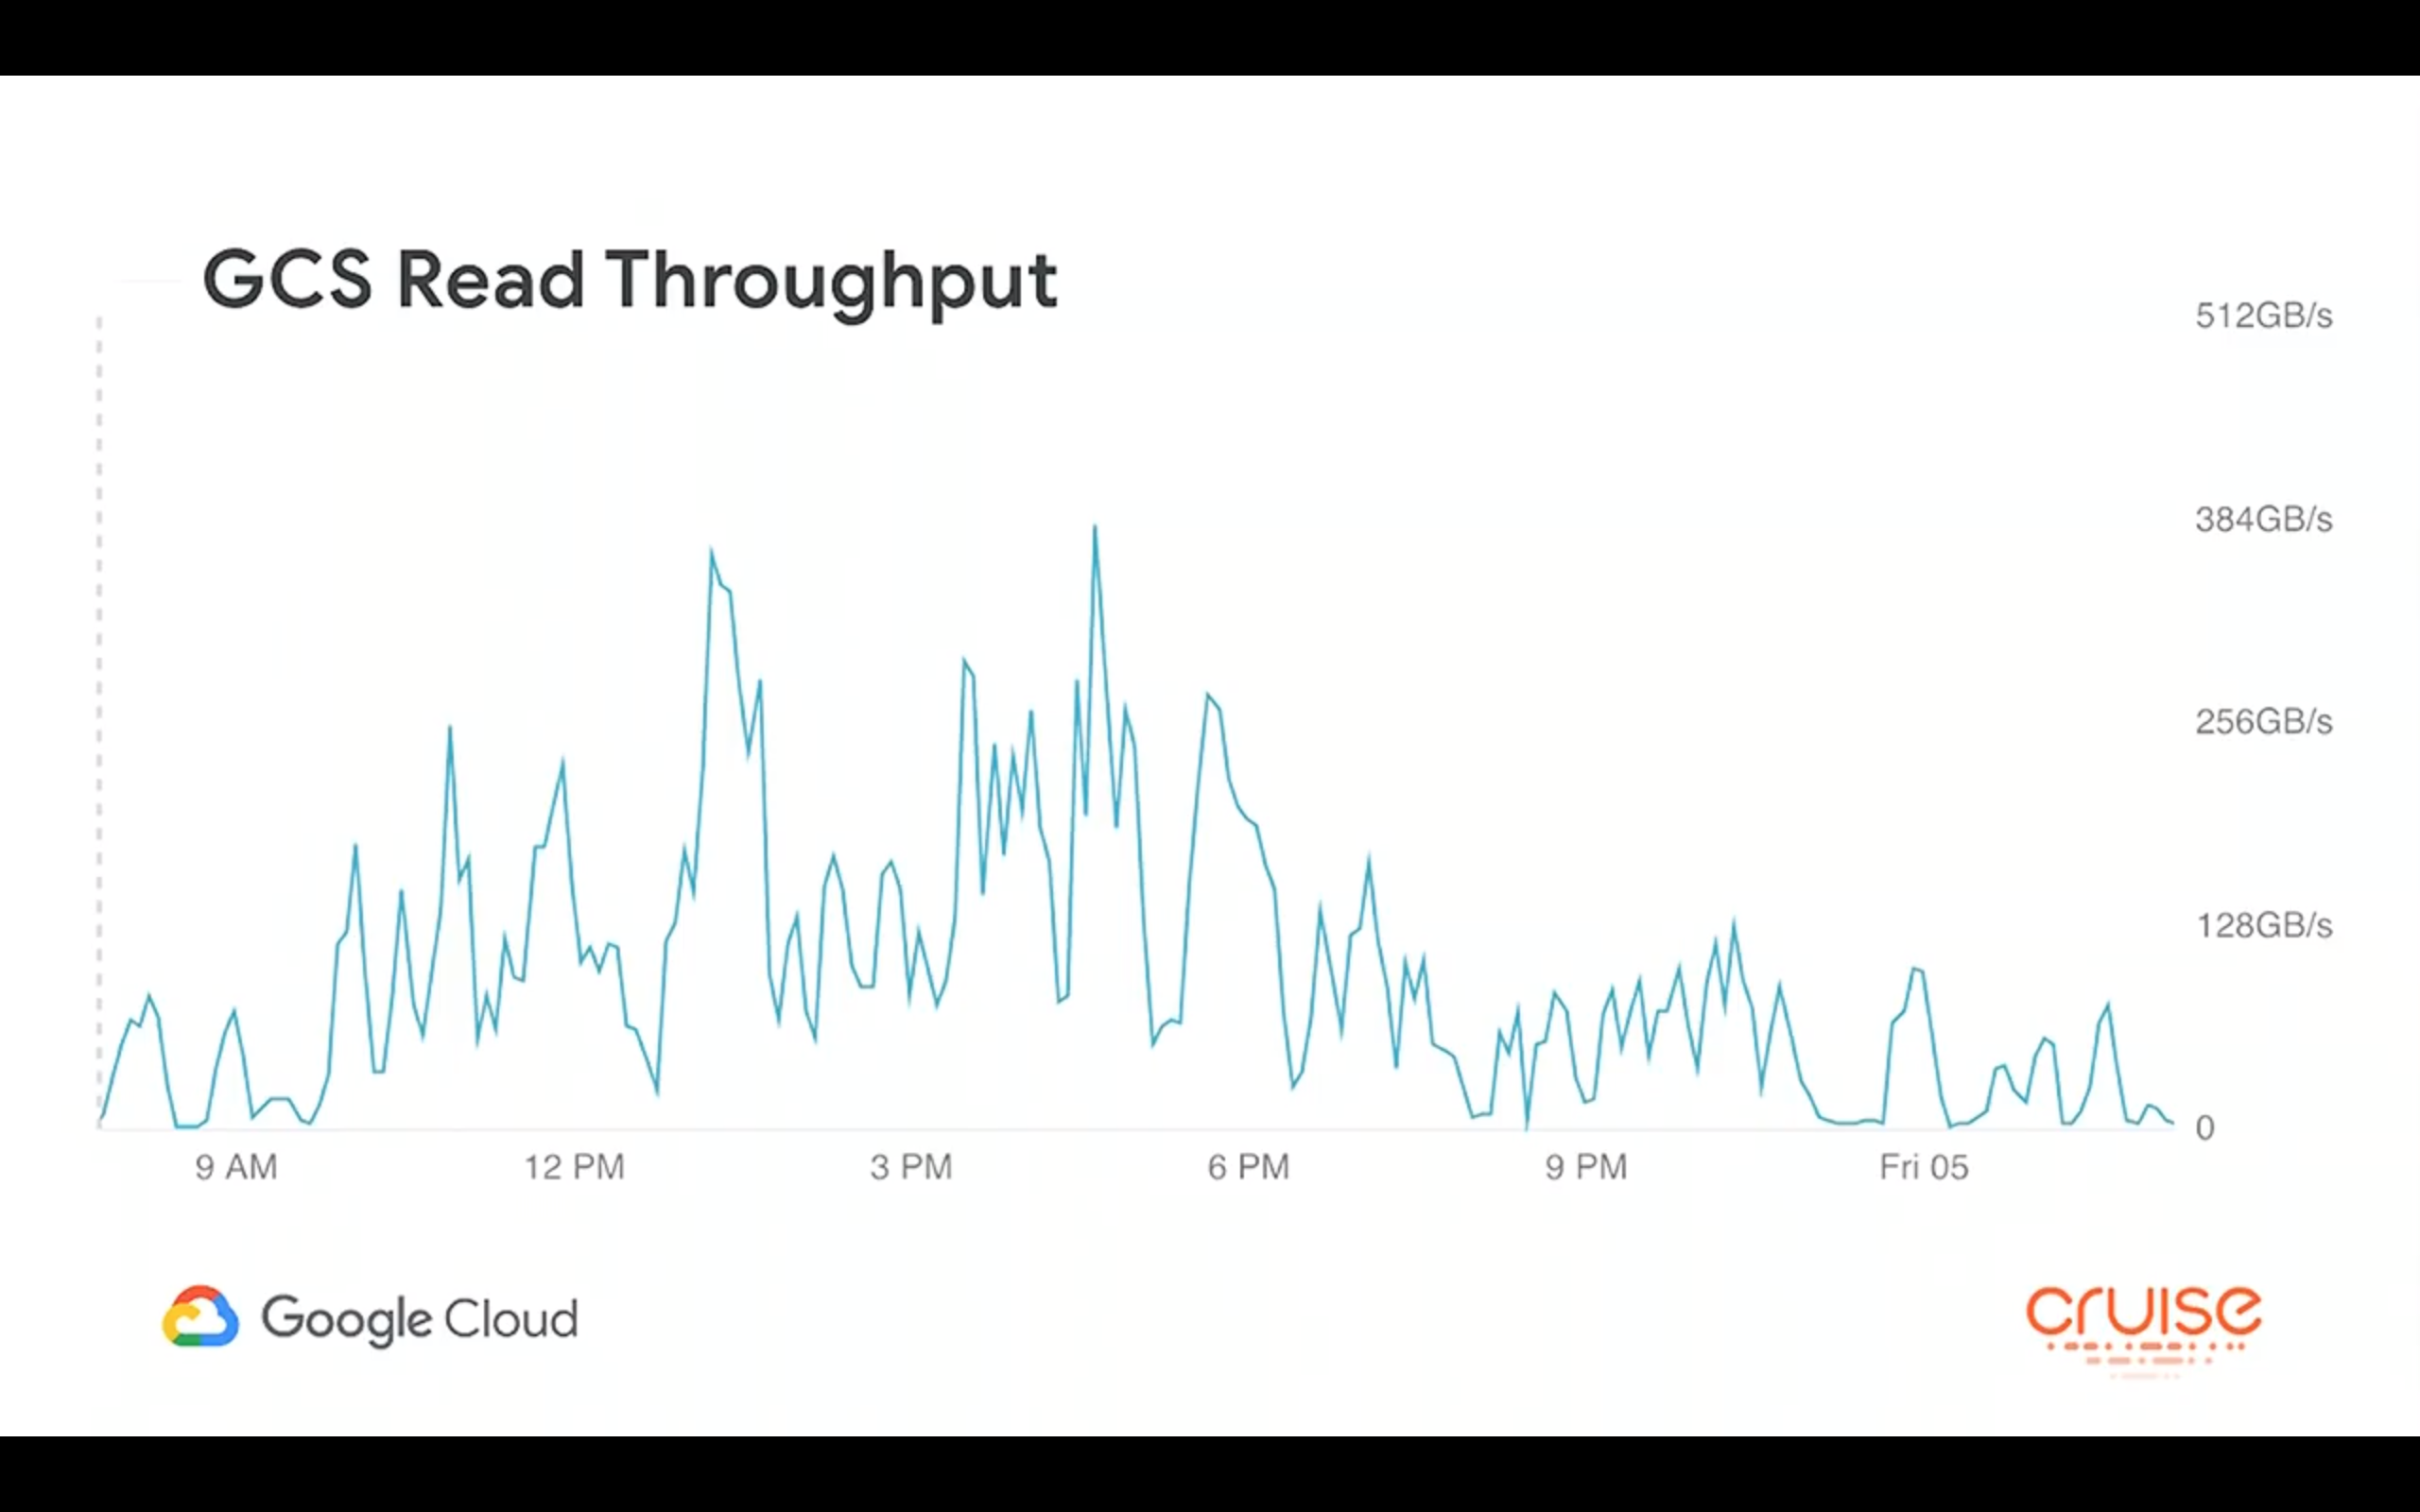 GCS Read Throughput
512GB/s
384GB/s
256GB/s
128GB/s
0
9 AM
12 PM
3 PM
6 PM
9 PM
Fri 05
Google Cloud
cruise